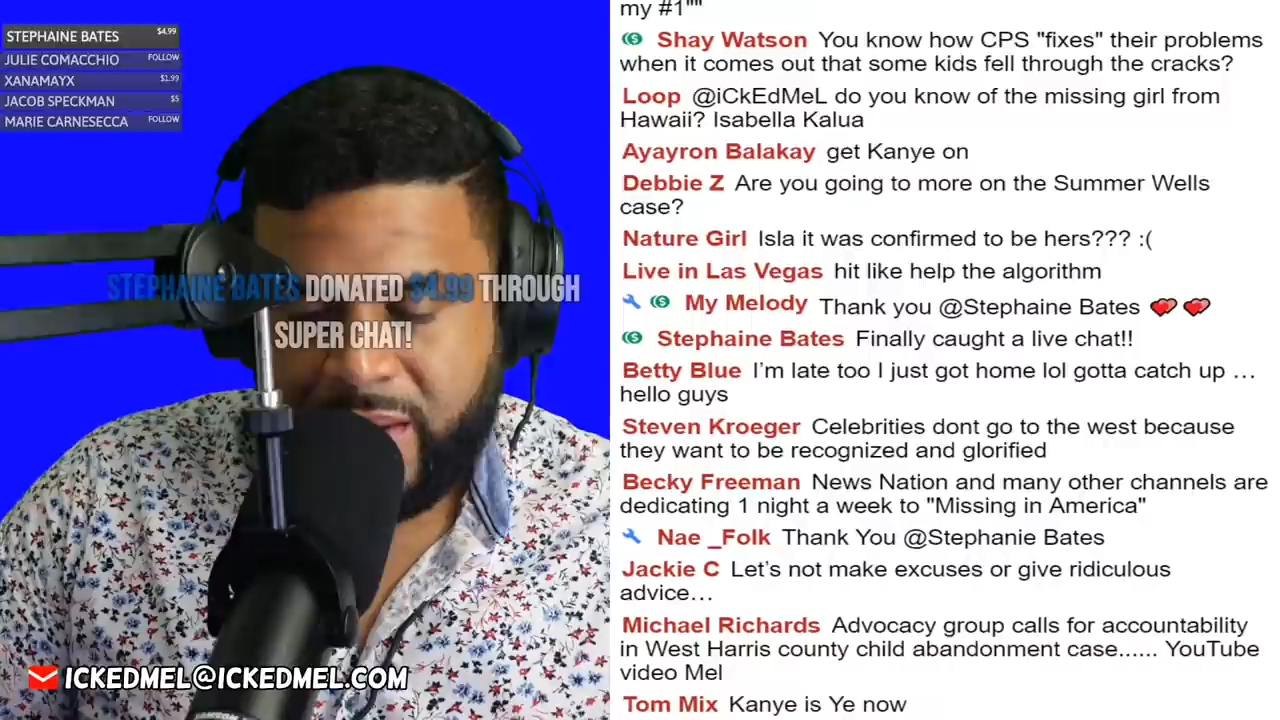 STEPHAINE BATES $4.99
JULIE COMACCHIO FOLLOW
XANAMAYX $1.99
JACOB SPECKMAN $5
MARIE CARNESECCA FOLLOW
STEPHAINE BATES DONATED $4.99 THROUGH
SUPER CHAT!
ICKEDMEL@ICKEDMEL.COM
my #1""
Shay Watson You know how CPS "fixes" their problems
when it comes out that some kids fell through the cracks?
Loop @iCkEdMeL do you know of the missing girl from
Hawaii? Isabella Kalua
Ayayron Balakay get Kanye on
Debbie Z Are you going to more on the Summer Wells
case?
Nature Girl Isla it was confirmed to be hers??? :(
Live in Las Vegas hit like help the algorithm
My Melody Thank you @Stephaine Bates
Stephaine Bates Finally caught a live chat!!
Betty Blue I’m late too I just got home lol gotta catch up …
hello guys
Steven Kroeger Celebrities dont go to the west because
they want to be recognized and glorified
Becky Freeman News Nation and many other channels are
dedicating 1 night a week to "Missing in America"
Nae _Folk Thank You @Stephanie Bates
Jackie C Let’s not make excuses or give ridiculous
advice…
Michael Richards Advocacy group calls for accountability
in West Harris county child abandonment case...... YouTube
video Mel
Tom Mix Kanye is Ye now